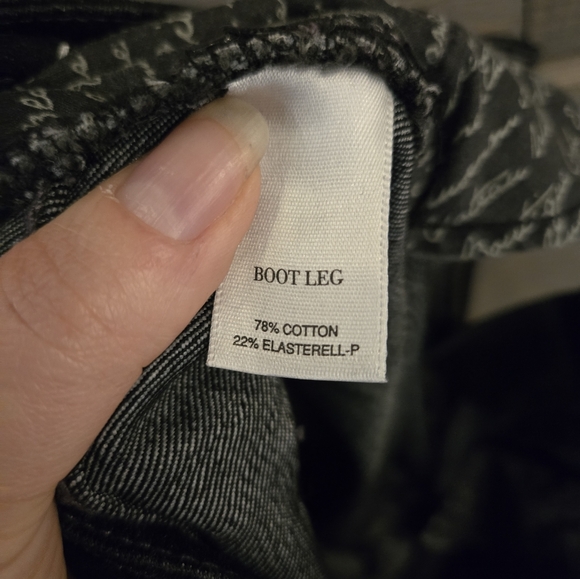 BOOT LEG
78% COTTON
22% ELASTERELL-P